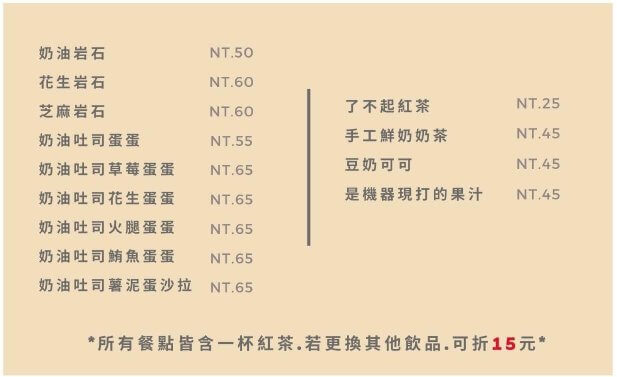 奶油岩石 NT.50
花生岩石 NT.60
芝麻岩石 NT.60
奶油吐司蛋蛋 NT.55
奶油吐司草莓蛋蛋 NT.65
奶油吐司花生蛋蛋 NT.65
奶油吐司火腿蛋蛋 NT.65
奶油吐司鮪魚蛋蛋 NT.65
奶油吐司薯泥蛋沙拉 NT.65
了不起紅茶 NT.25
手工鮮奶奶茶 NT.45
豆奶可可 NT.45
是機器現打的果汁 NT.45
*所有餐點皆含一杯紅茶.若更換其他飲品.可折15元*